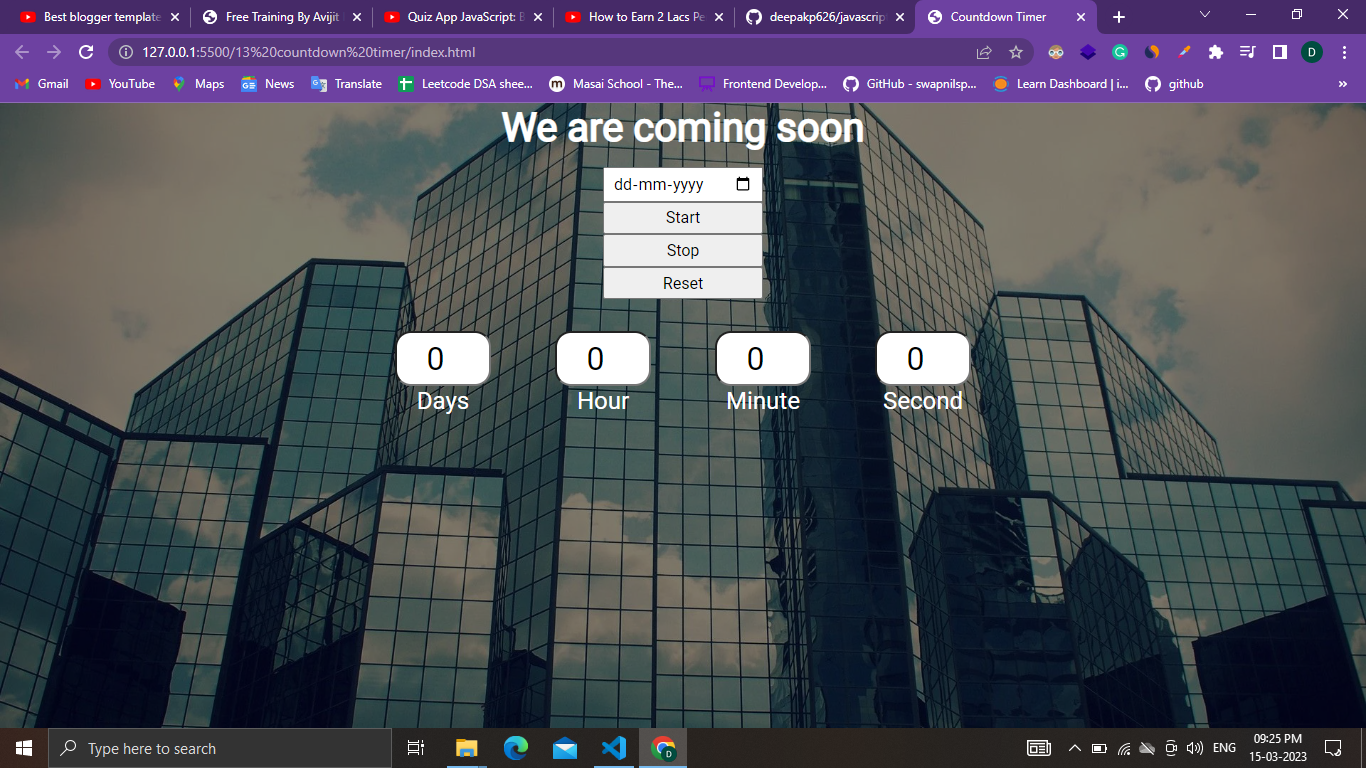 Best blogger template
Free Training By Avijit
Quiz App JavaScript: B
How to Earn 2 Lacs Pe
deepakp626/javascrip
Countdown Timer
127.0.0.1:5500/13%20countdown%20timer/index.html
D
Gmail
YouTube
Maps
News
Translate
Leetcode DSA shee...
Masai School - The...
Frontend Develop...
GitHub - swapnilsp...
Learn Dashboard | i...
github
»
We are coming soon
dd-mm-yyyy
Start
Stop
Reset
0 0 0 0
Days Hour Minute Second
Type here to search
ENG
09:25 PM
15-03-2023